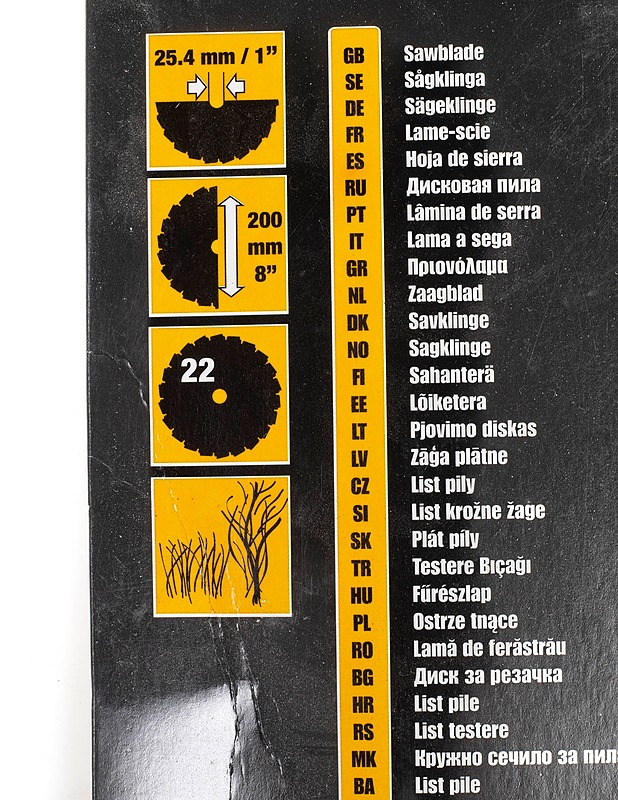 25.4 mm / 1”
200
mm
8”
22
GB Sawblade
SE Sågklinga
DE Sägeklinge
FR Lame-scie
ES Hoja de sierra
RU Дисковая пила
PT Lâmina de serra
IT Lama a sega
GR Πριονόλαμα
NL Zaagblad
DK Savklinge
NO Sagklinge
FI Sahanterä
EE Lõiketera
LT Pjovimo diskas
LV Zāģa plātne
CZ List pily
SI List krožne žage
SK Plát píly
TR Testere Bıçağı
HU Fűrészlap
PL Ostrze tnące
RO Lamă de ferăstrău
BG Диск за резачка
HR List pile
RS List testere
MK Кружно сечило за
BA List pile